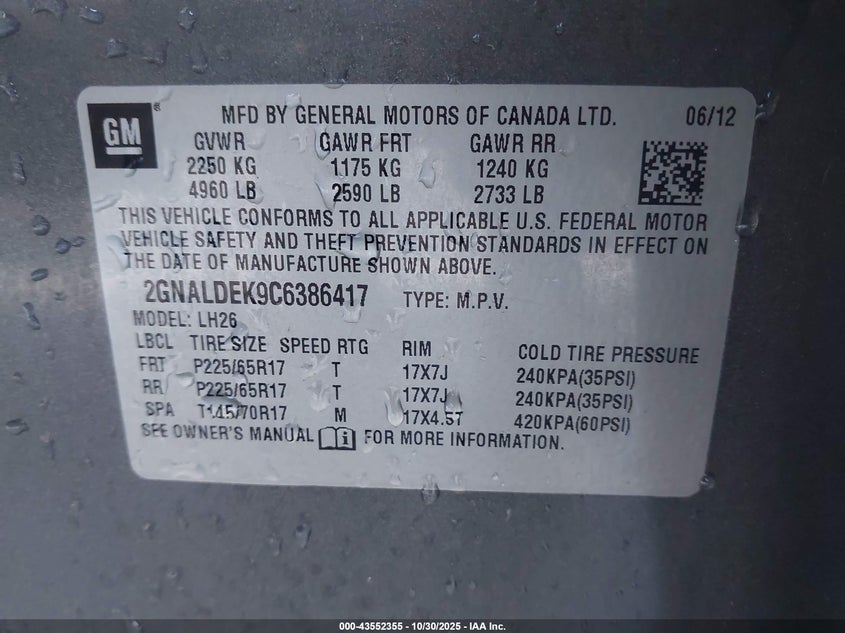 GM®
MFD BY GENERAL MOTORS OF CANADA LTD. 06/12
GVWR GAWR FRT GAWR RR
2250 KG 1175 KG 1240 KG
4960 LB 2590 LB 2733 LB
THIS VEHICLE CONFORMS TO ALL APPLICABLE U.S. FEDERAL MOTOR
VEHICLE SAFETY AND THEFT PREVENTION STANDARDS IN EFFECT ON
THE DATE OF MANUFACTURE SHOWN ABOVE.
2GNALDEK9C6386417 TYPE: M.P.V.
MODEL: LH26
LBCL TIRE SIZE SPEED RTG RIM COLD TIRE PRESSURE
FRT P225/65R17 T 17X7J 240KPA(35PSI)
RR P225/65R17 T 17X7J 240KPA(35PSI)
SPA T145/70R17 M 17X4.5T 420KPA(60PSI)
SEE OWNER'S MANUAL FOR MORE INFORMATION.
000-43552355 - 10/30/2025 - IAA Inc.